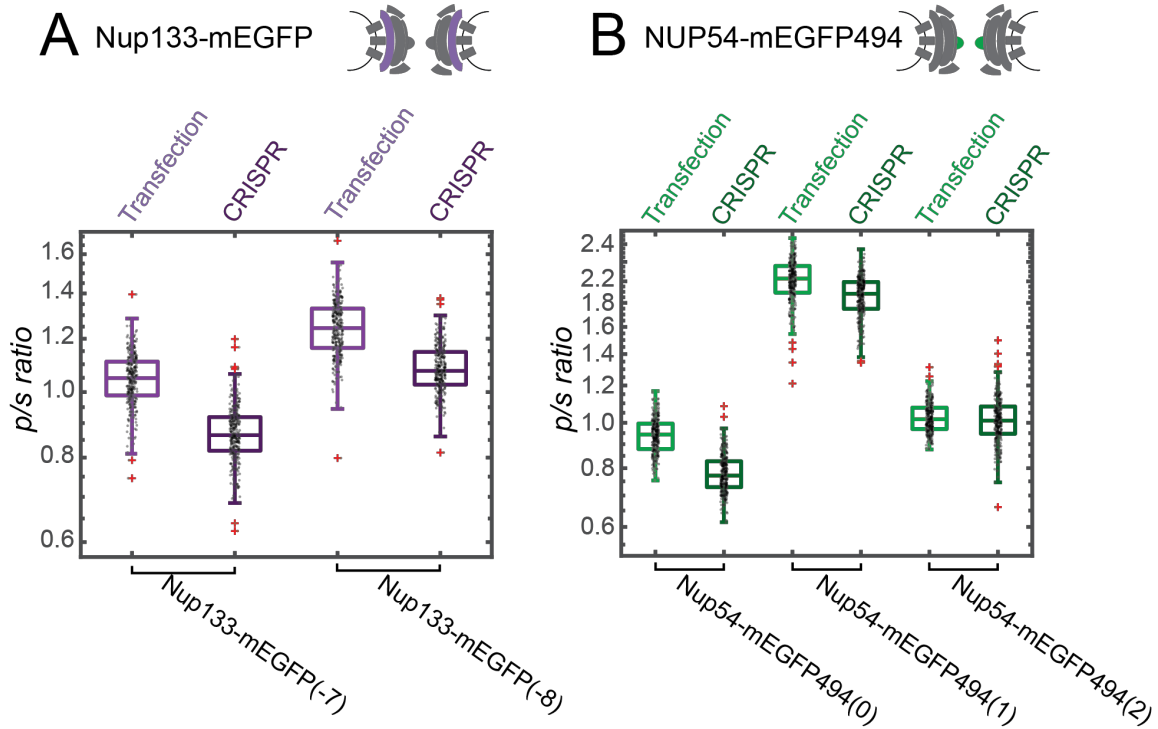 A Nup133-mEGFP
Transfection
CRISPR
Transfection
CRISPR
p/s ratio
1.6
1.4
1.2
1.0
0.8
0.6
Nup133-mEGFP(-7)
Nup133-mEGFP(-8)
B NUP54-mEGFP494
Transfection
CRISPR
Transfection
CRISPR
Transfection
CRISPR
p/s ratio
2.4
2.2
1.8
1.6
1.4
1.2
1.0
0.8
0.6
Nup54-mEGFP494(0)
Nup54-mEGFP494(1)
Nup54-mEGFP494(2)